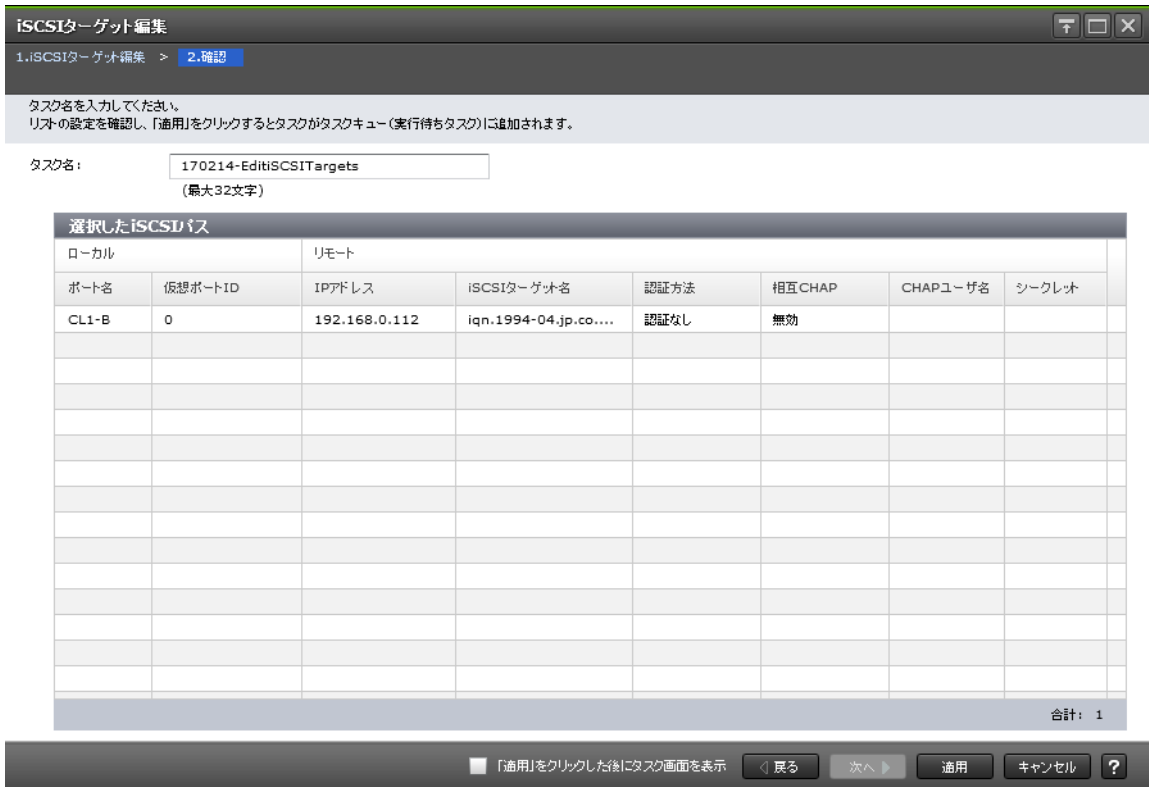 iSCSIターゲット編集
1.iSCSIターゲット編集 > 2.確認
タスク名を入力してください。
リストの設定を確認し、「適用」をクリックするとタスクがタスクキュー(実行待ちタスク)に追加されます。
タスク名: 170214-EditiSCSITargets
(最大32文字)
選択したiSCSIパス
ローカル リモート
ポート名 仮想ポートID IPアドレス iSCSIターゲット名 認証方法 相互CHAP CHAPユーザ名 シークレット
CL1-B 0 192.168.0.112 iqn.1994-04.jp.co.... 認証なし 無効
合計: 1
「適用」をクリックした後にタスク画面を表示 戻る 次へ 適用 キャンセル ?